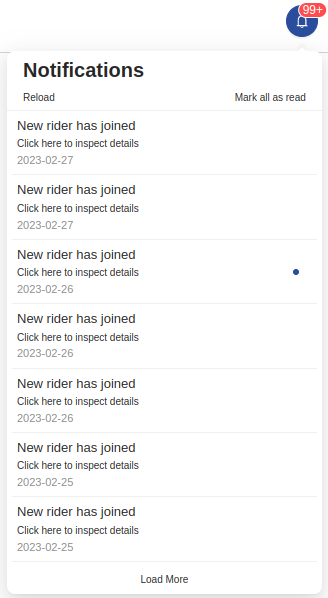 99+
Notifications
Reload Mark all as read
New rider has joined
Click here to inspect details
2023-02-27
New rider has joined
Click here to inspect details
2023-02-27
New rider has joined
Click here to inspect details
2023-02-26
New rider has joined
Click here to inspect details
2023-02-26
New rider has joined
Click here to inspect details
2023-02-26
New rider has joined
Click here to inspect details
2023-02-25
New rider has joined
Click here to inspect details
2023-02-25
Load More